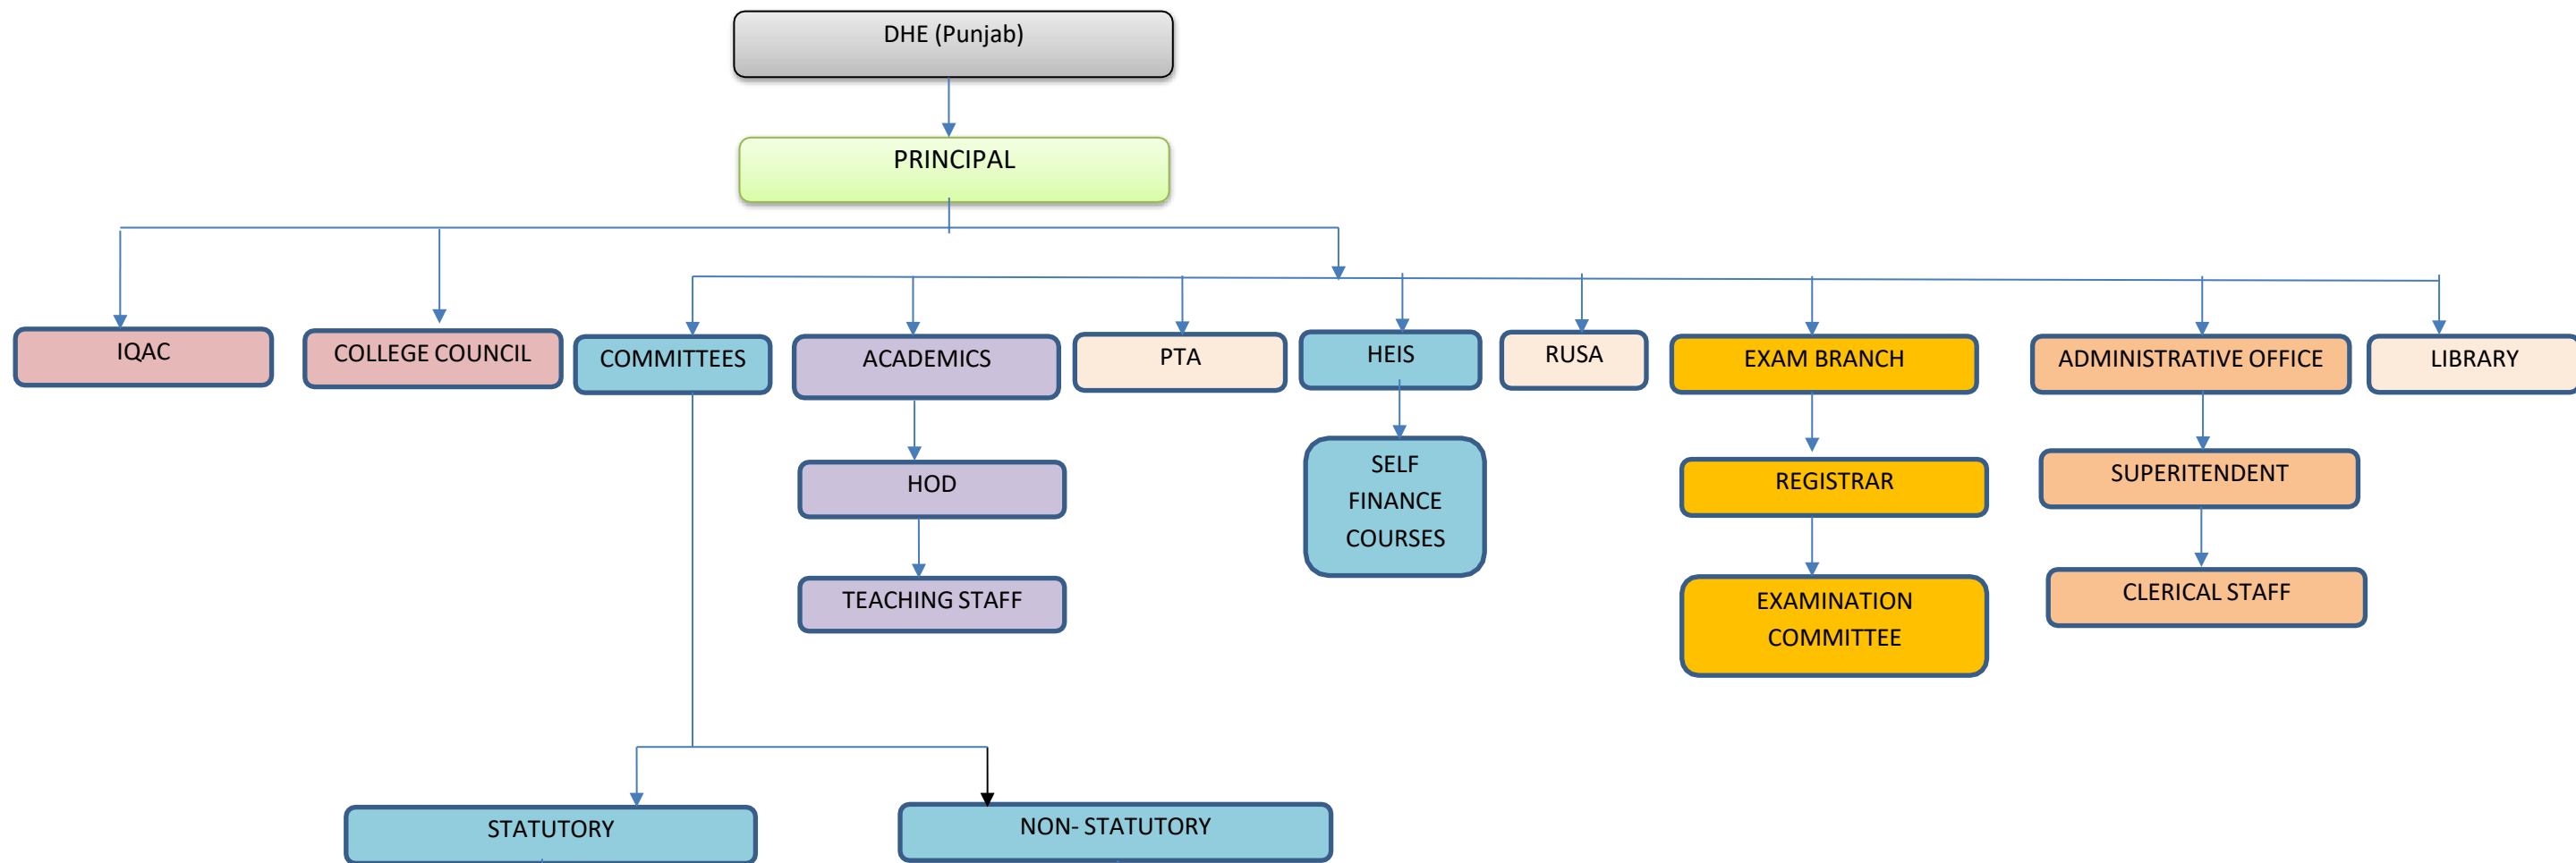 DHE (Punjab)
PRINCIPAL
IQAC
COLLEGE COUNCIL
COMMITTEES
ACADEMICS
PTA
HEIS
RUSA
EXAM BRANCH
ADMINISTRATIVE OFFICE
LIBRARY
HOD
SELF
FINANCE
COURSES
REGISTRAR
SUPERITENDENT
TEACHING STAFF
EXAMINATION
COMMITTEE
CLERICAL STAFF
STATUTORY
NON- STATUTORY